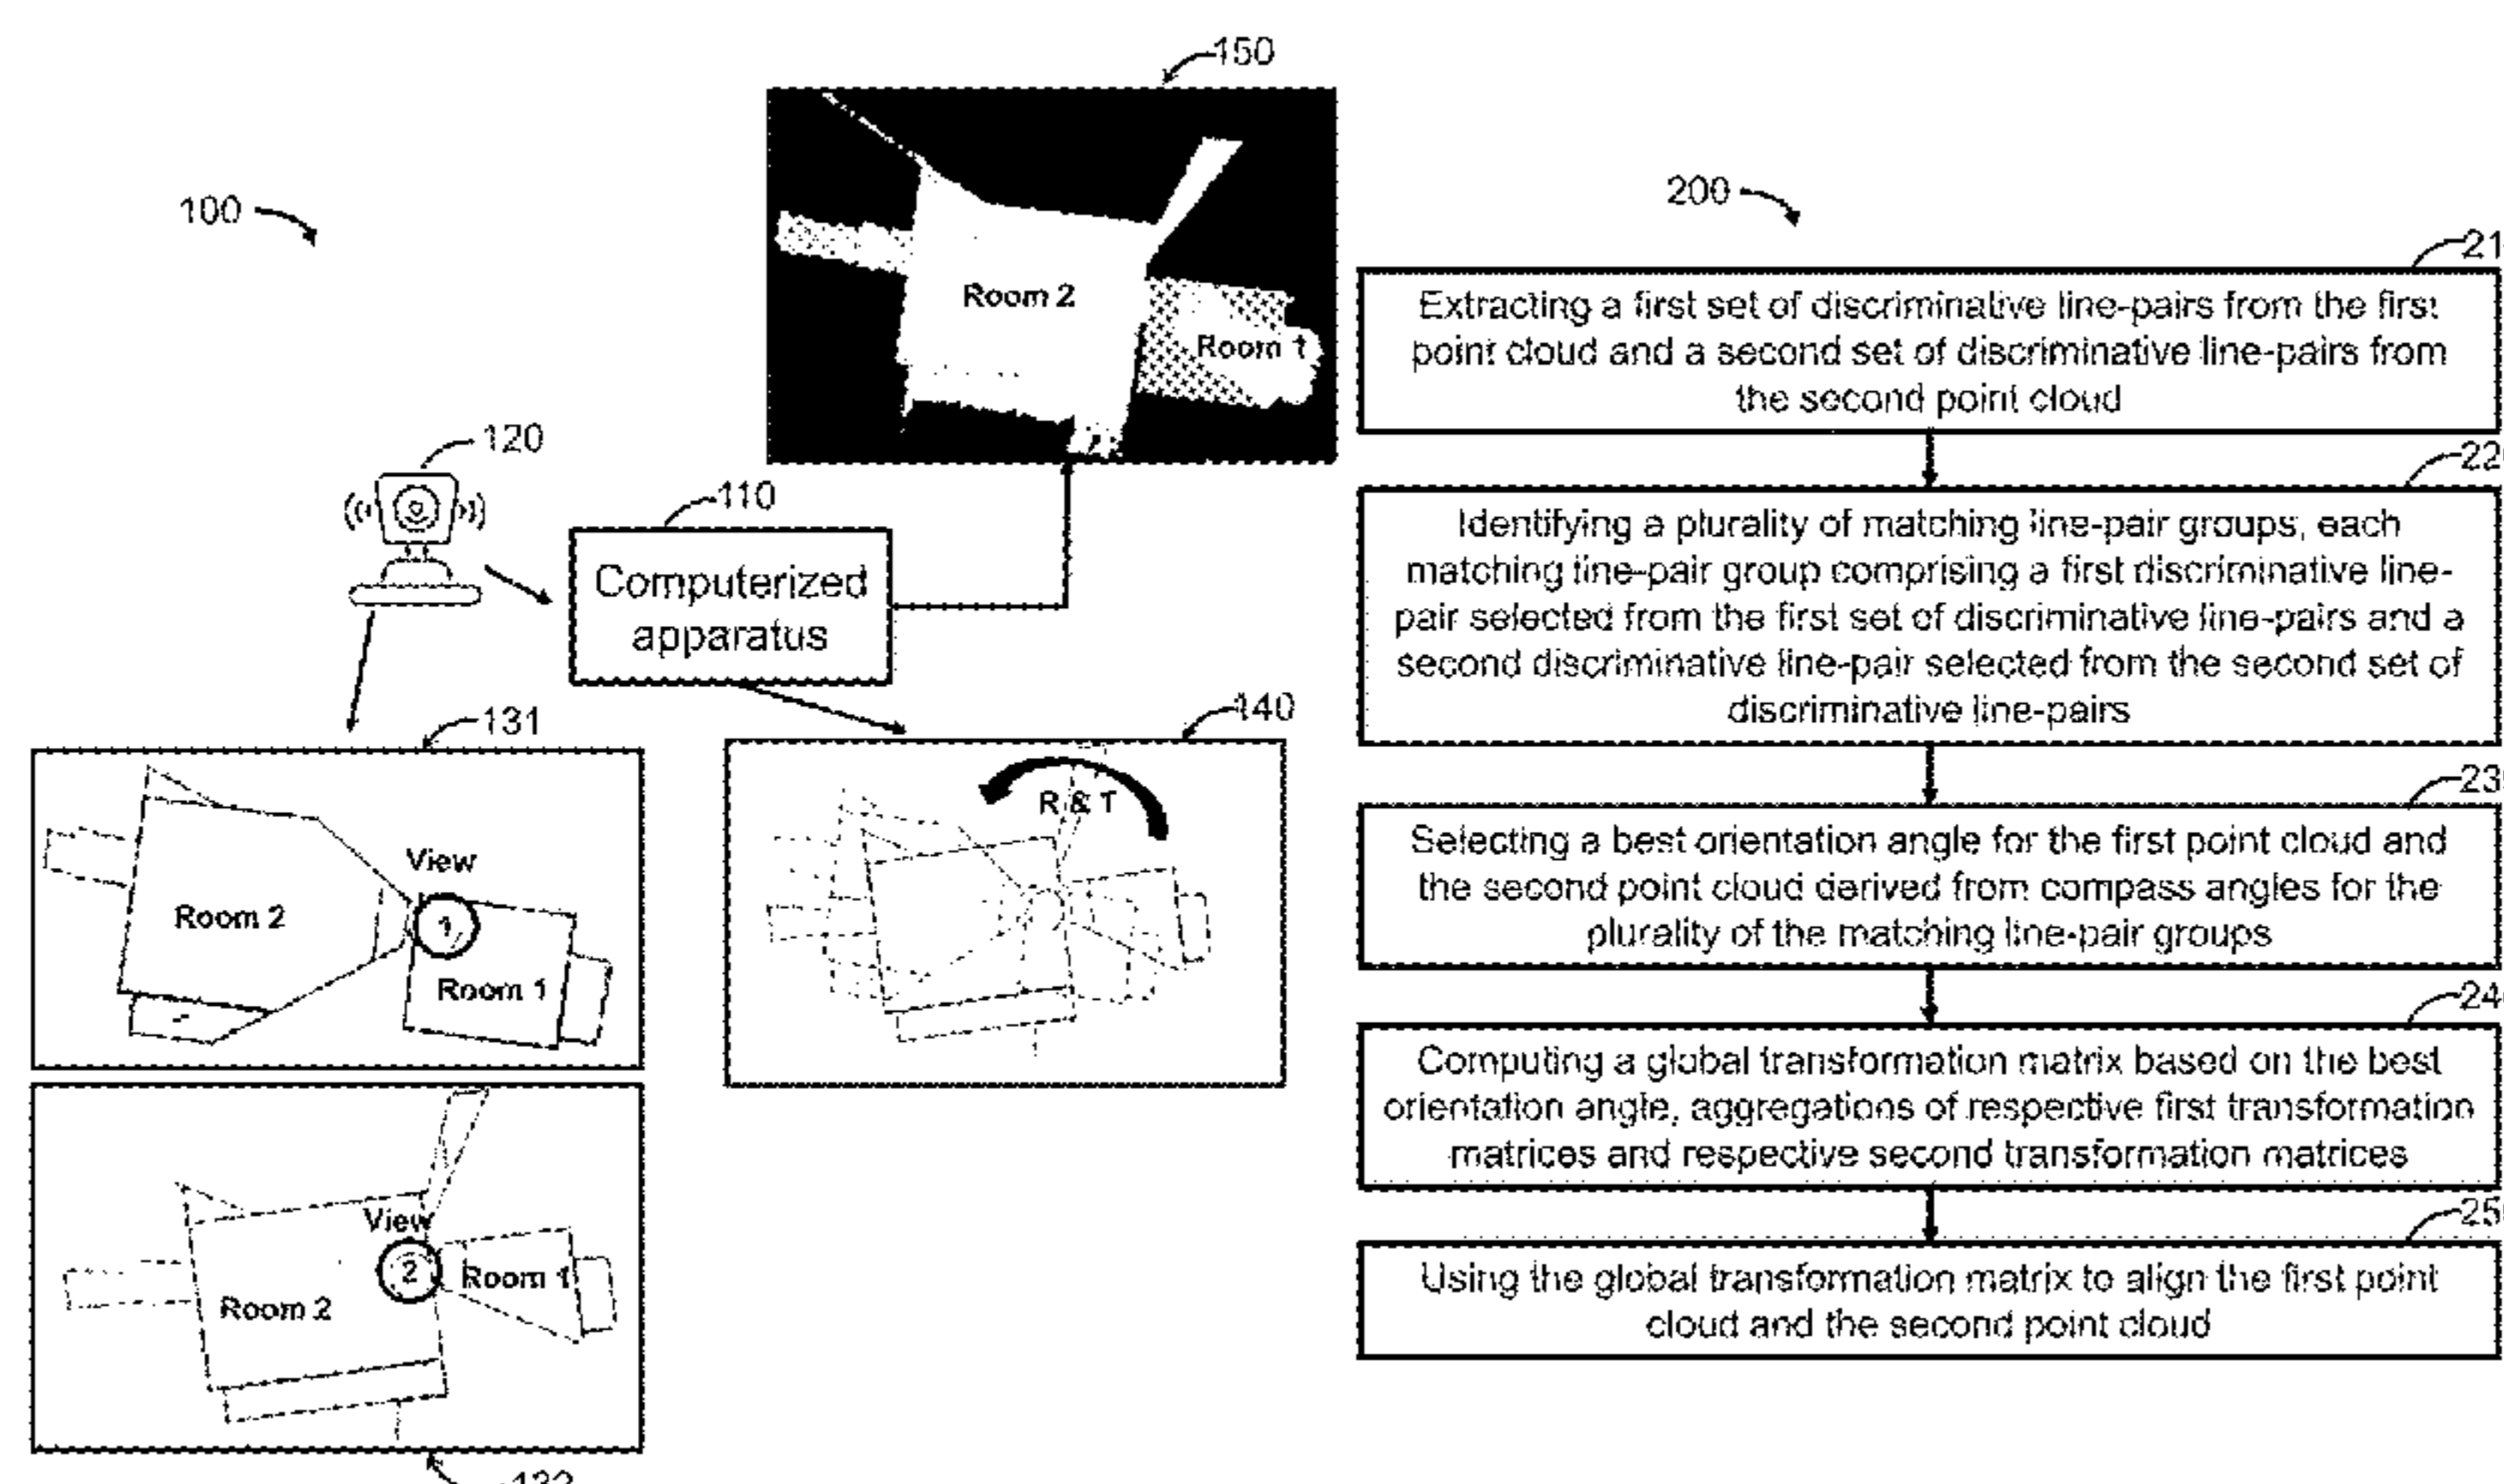 150
100
Room 2
Room 1
120
110
Computerized
apparatus
131
View
1
Room 2
Room 1
140
R & T
View
2
Room 1
Room 2
132
200
21
Extracting a first set of discriminative line-pairs from the first
point cloud and a second set of discriminative line-pairs from
the second point cloud
22
Identifying a plurality of matching line-pair groups, each
matching line-pair group comprising a first discriminative line-
pair selected from the first set of discriminative line-pairs and a
second discriminative line-pair selected from the second set of
discriminative line-pairs
23
Selecting a best orientation angle for the first point cloud and
the second point cloud derived from compass angles for the
plurality of the matching line-pair groups
24
Computing a global transformation matrix based on the best
orientation angle, aggregations of respective first transformation
matrices and respective second transformation matrices
25
Using the global transformation matrix to align the first point
cloud and the second point cloud